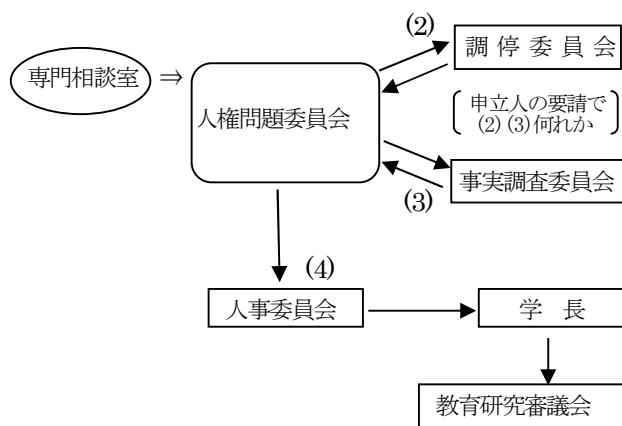 (2)
調停委員会
専門相談室 ⇒
人権問題委員会
申立人の要請で
(2)(3)何れか
事実調査委員会
(3)
(4)
人事委員会
学 長
教育研究審議会